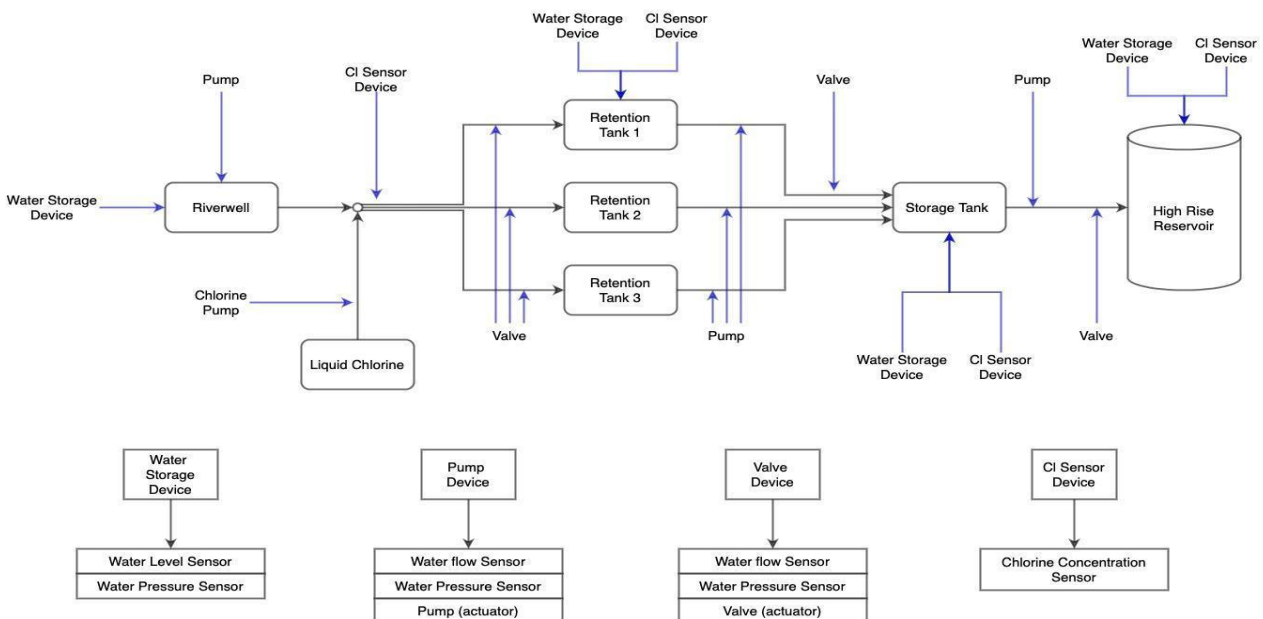 Water Storage
Device
Cl Sensor
Device
Water Storage
Device
Cl Sensor
Device
Pump
Cl Sensor
Device
Valve
Pump
Retention
Tank 1
Water Storage
Device
Riverwell
Retention
Tank 2
Storage Tank
High Rise
Reservoir
Retention
Tank 3
Chlorine
Pump
Valve
Pump
Valve
Liquid Chlorine
Water Storage
Device
Cl Sensor
Device
Water
Storage
Device
Pump
Device
Valve
Device
Cl Sensor
Device
Water Level Sensor
Water Pressure Sensor
Water flow Sensor
Water Pressure Sensor
Pump (actuator)
Water flow Sensor
Water Pressure Sensor
Valve (actuator)
Chlorine Concentration
Sensor